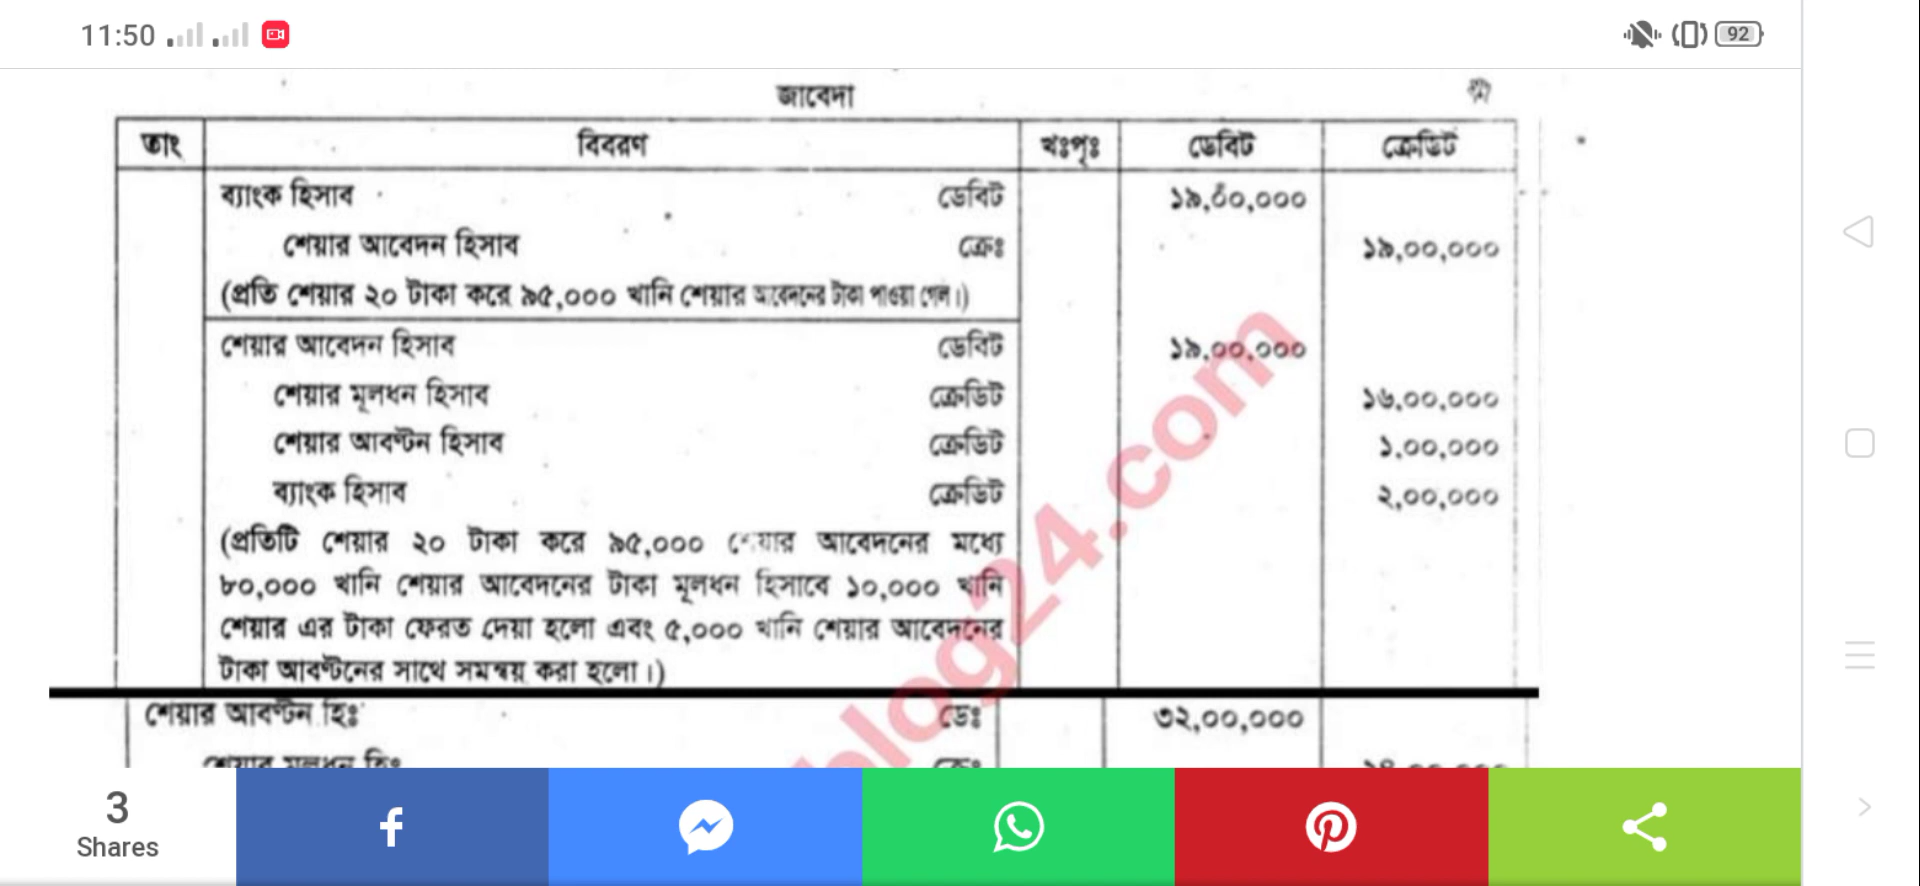 11:50
92
জাবেদা
তাং বিবরণ খঃপৃঃ ডেবিট ক্রেডিট
ব্যাংক হিসাব ডেবিট ১৯,০০,০০০
শেয়ার আবেদন হিসাব ক্রেঃ ১৯,০০,০০০
(প্রতি শেয়ার ২০ টাকা করে ৯৫,০০০ খানি শেয়ার আবেদনের টাকা পাওয়া গেল।)
শেয়ার আবেদন হিসাব ডেবিট ১৯,০০,০০০
শেয়ার মূলধন হিসাব ক্রেডিট ১৬,০০,০০০
শেয়ার আবণ্টন হিসাব ক্রেডিট ১,০০,০০০
ব্যাংক হিসাব ক্রেডিট ২,০০,০০০
(প্রতিটি শেয়ার ২০ টাকা করে ৯৫,০০০ শেয়ার আবেদনের মধ্যে
৮০,০০০ খানি শেয়ার আবেদনের টাকা মূলধন হিসাবে ১০,০০০ খানি
শেয়ার এর টাকা ফেরত দেয়া হলো এবং ৫,০০০ খানি শেয়ার আবেদনের
টাকা আবণ্টনের সাথে সমন্বয় করা হলো।)
শেয়ার আবণ্টন হিঃ ডেঃ ৩২,০০,০০০
শেয়ার মূলধন হিঃ ক্রেঃ
blog24.com
3
Shares